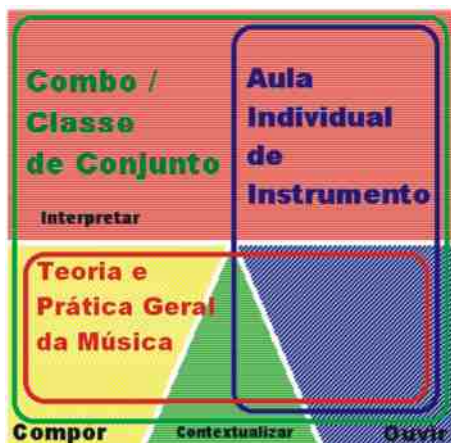 Combo /
Classe
de Conjunto
Aula
Individual
de
Instrumento
Interpretar
Teoria e
Prática Geral
da Música
Compor
Contextualizar
Ouvir